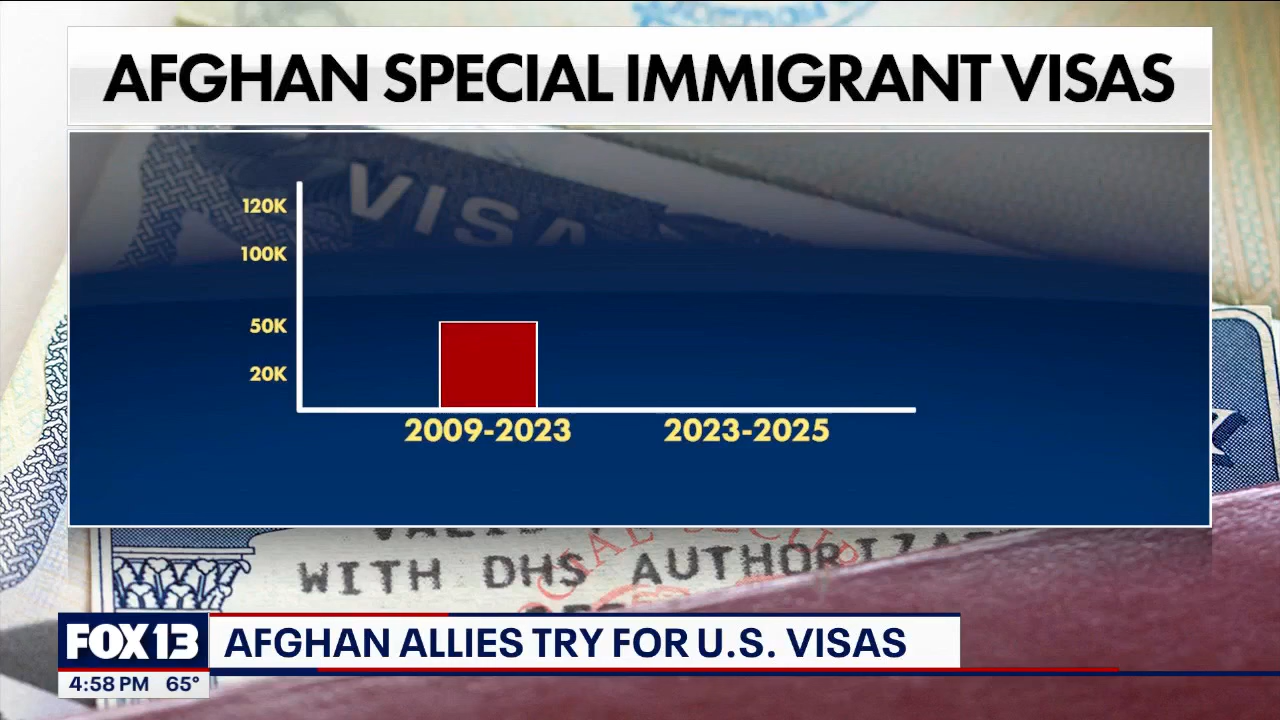 AFGHAN SPECIAL IMMIGRANT VISAS
VISA
120K
100K
50K
20K
2009-2023
2023-2025
WITH DHS
FOX 13
AFGHAN ALLIES TRY FOR U.S. VISAS
4:58 PM 65°